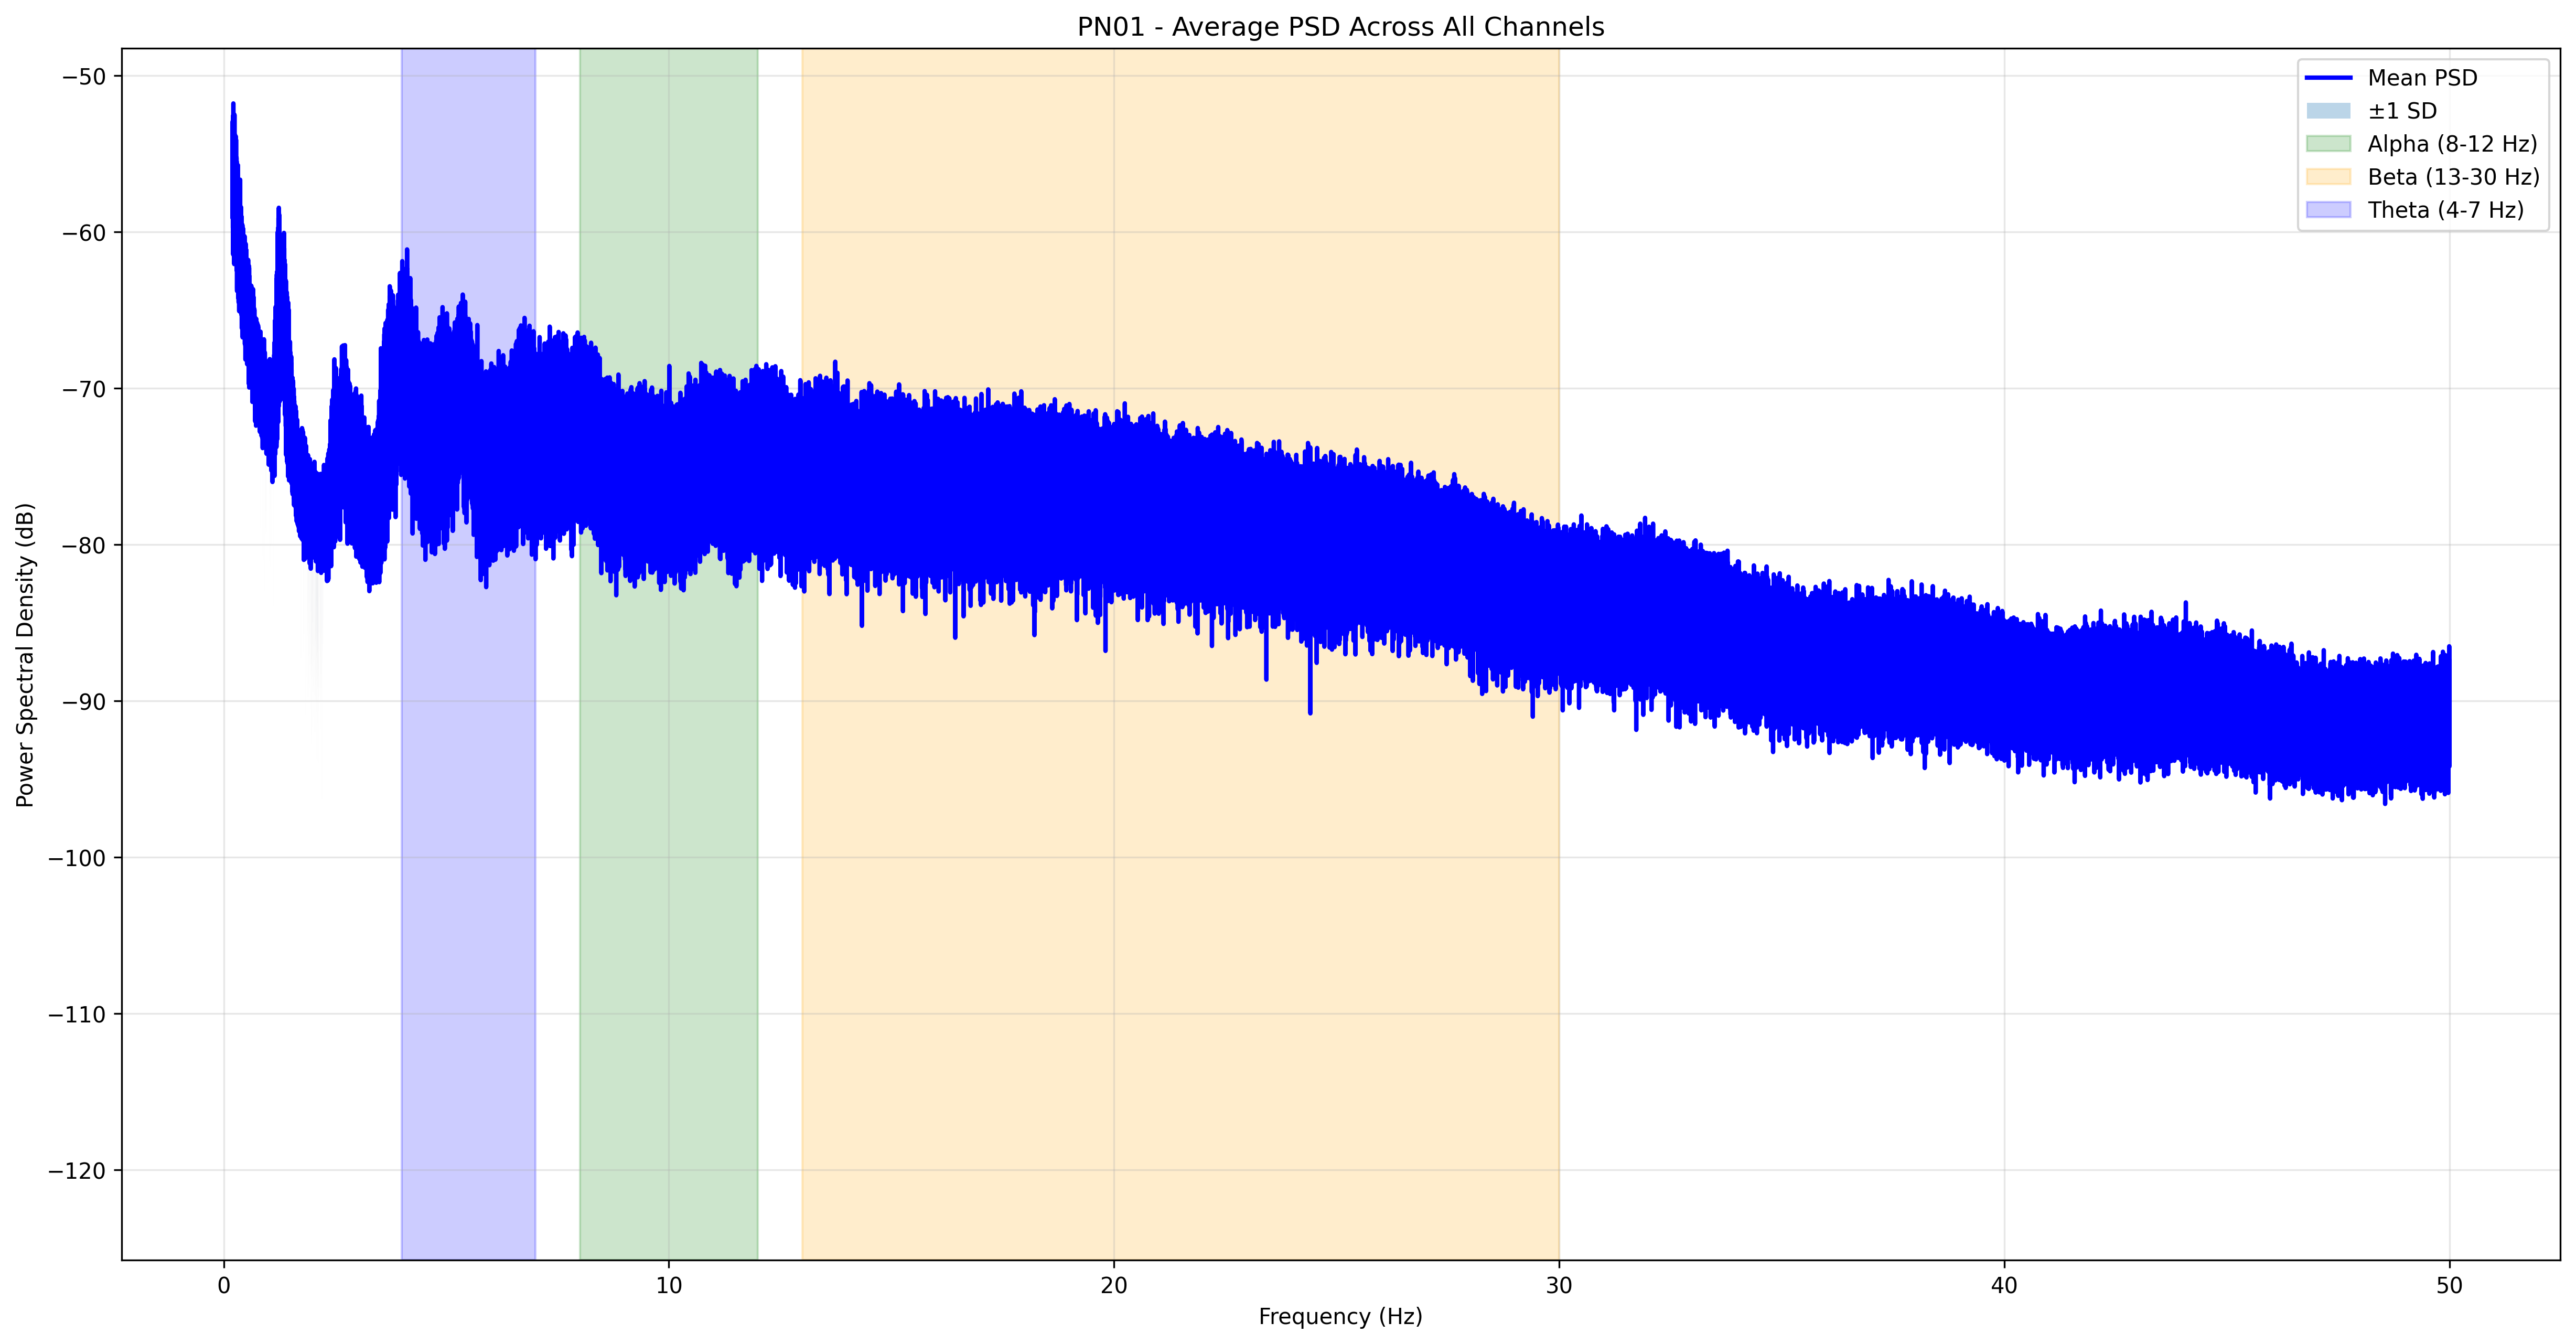 PN01 - Average PSD Across All Channels
Mean PSD
±1 SD
Alpha (8-12 Hz)
Beta (13-30 Hz)
Theta (4-7 Hz)
Power Spectral Density (dB)
−50
−60
−70
−80
−90
−100
−110
−120
0 10 20 30 40 50
Frequency (Hz)